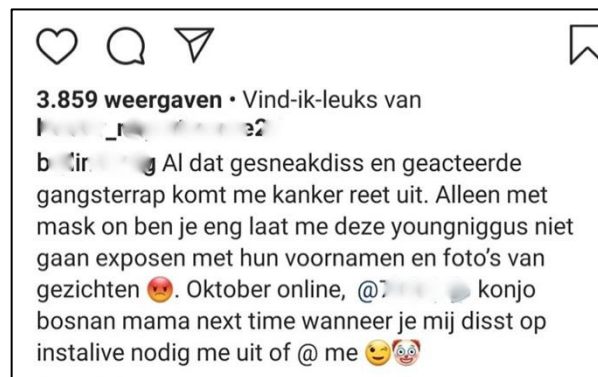 3.859 weergaven • Vind-ik-leuks van
Al dat gesneakdiss en geacteerde
gangsterrap komt me kanker reet uit. Alleen met
mask on ben je eng laat me deze youngniggus niet
gaan exposen met hun voornamen en foto's van
gezichten 😡. Oktober online, konjo
bosnan mama next time wanneer je mij disst op
instalive nodig me uit of @ me 😉🤡